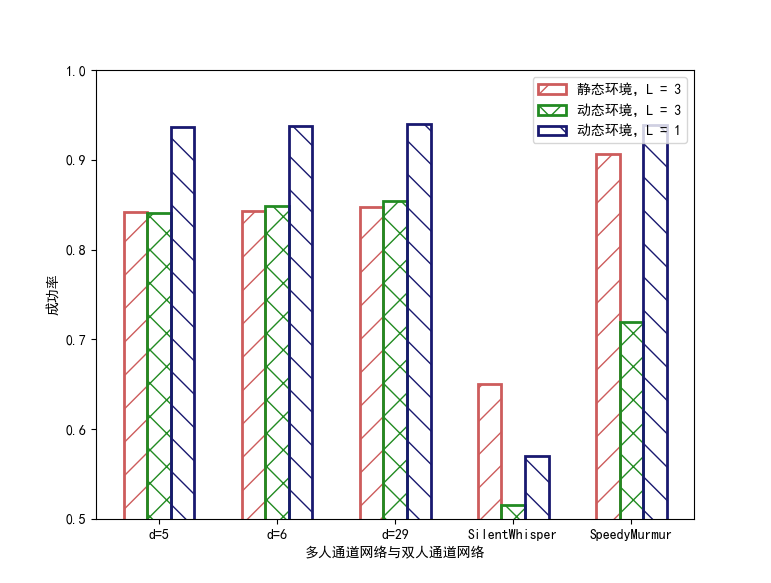 静态环境，L = 3
动态环境，L = 3
动态环境，L = 1
1.0
0.9
0.8
0.7
0.6
0.5
成功率
d=5 d=6 d=29 SilentWhisper SpeedyMurmur
多人通道网络与双人通道网络